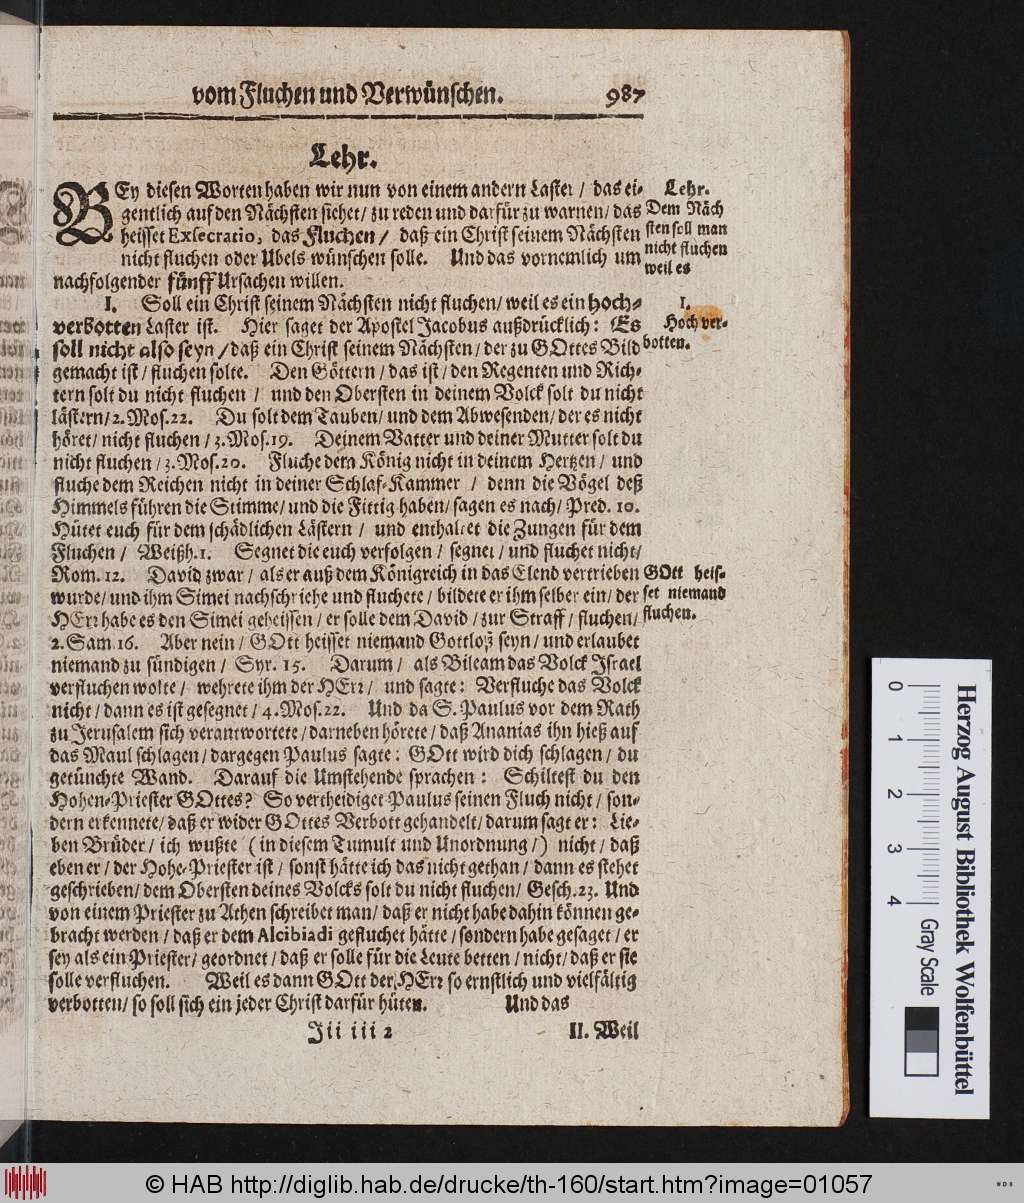 vom Fluchen und Verwünschen. 987
Lehr.
BEy diesen Worten haben wir nun von einem andern Laster / das ei-
gentlich auf den Nächsten siehet / zu reden und darfür zu warnen / das
heisset Exsecratio, das Fluchen / daß ein Christ seinem Nächsten
nicht fluchen oder Ubels wünschen solle. Und das vornemlich um
nachfolgender fünff Ursachen willen.
Lehr.
Dem Näch
sten soll man
nicht fluchen
weil es
I. Soll ein Christ seinem Nächsten nicht fluchen / weil es ein hoch-
verbotten Laster ist. Hier saget der Apostel Jacobus außdrücklich: Es
soll nicht also seyn / daß ein Christ seinem Nächsten / der zu GOttes Bild
gemacht ist / fluchen solte. Den Göttern / das ist / den Regenten und Rich-
tern solt du nicht fluchen / und den Obersten in deinem Volck solt du nicht
lästern / 2. Mos. 22. Du solt dem Tauben / und dem Abwesenden / der es nicht
höret / nicht fluchen / 3. Mos. 19. Deinem Vatter und deiner Mutter solt du
nicht fluchen / 3. Mos. 20. Fluche dem König nicht in deinem Hertzen / und
fluche dem Reichen nicht in deiner Schlaf-Kammer / denn die Vögel deß
Himmels führen die Stimme / und die Fittig haben / sagen es nach / Pred. 10.
Hütet euch für dem schädlichen Lästern / und enthaltet die Zungen für dem
Fluchen / Weißh. 1. Segnet die euch verfolgen / segnet / und fluchet nicht /
Rom. 12. David zwar / als er auß dem Königreich in das Elend vertrieben
wurde / und ihm Simei nachschriehe und fluchete / bildete er ihm selber ein / der
HErr habe es den Simei geheissen / er solle dem David / zur Straff / fluchen /
2. Sam. 16. Aber nein / GOtt heisset niemand Gottloß seyn / und erlaubet
niemand zu sündigen / Syr. 15. Darum / als Bileam das Volck Israel
verfluchen wolte / wehrete ihm der HErr / und sagte: Verfluche das Volck
nicht / dann es ist gesegnet / 4. Mos. 22. Und da S. Paulus vor dem Rath
zu Jerusalem sich verantwortete / darneben hörete / daß Ananias ihn hieß auf
das Maul schlagen / dargegen Paulus sagte: GOtt wird dich schlagen / du
getünchte Wand. Darauf die Umstehende sprachen: Schiltest du den
Hohen-Priester GOttes? So vertheidiget Paulus seinen Fluch nicht / son-
dern erkennete / daß er wider GOttes Verbott gehandelt / darum sagt er: Lie-
ben Brüder / ich wußte (in diesem Tumult und Unordnung /) nicht / daß
eben er / der Hohe-Priester ist / sonst hätte ich das nicht gethan / dann es stehet
geschrieben / dem Obersten deines Volcks solt du nicht fluchen / Gesch. 23. Und
von einem Priester zu Athen schreibet man / daß er nicht habe dahin können ge-
bracht werden / daß er dem Alcibiadi gefluchet hätte / sondern habe gesaget / er
sey als ein Priester / geordnet / daß er solle für die Leute betten / nicht / daß er sie
solle verfluchen. Weil es dann GOtt der HErr so ernstlich und vielfältig
verbotten / so soll sich ein jeder Christ darfür hüten. Und das
I.
Hoch ver-
botten.
GOtt heis-
set niemand
fluchen.
Iii iii 2 II. Weil
0 1 2 3 4
Gray Scale
Herzog August Bibliothek Wolfenbüttel
© HAB http://diglib.hab.de/drucke/th-160/start.htm?image=01057